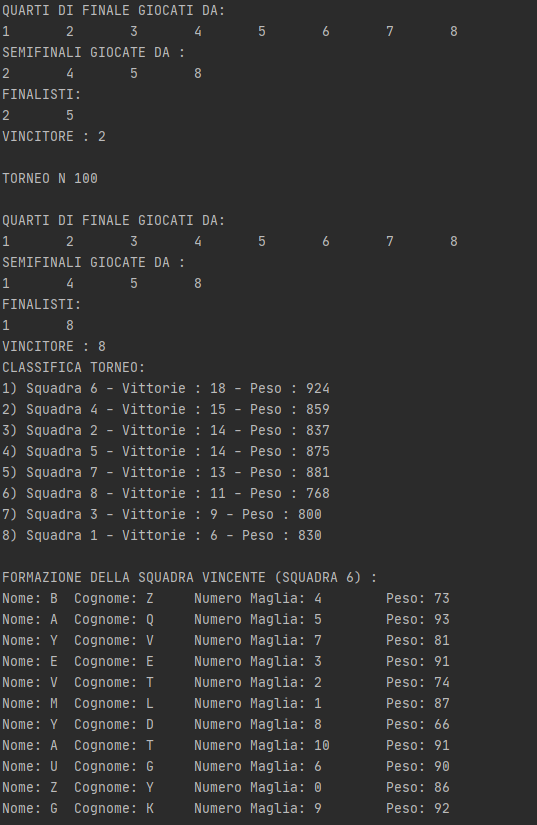 QUARTI DI FINALE GIOCATI DA:
1 2 3 4 5 6 7 8
SEMIFINALI GIOCATE DA :
2 4 5 8
FINALISTI:
2 5
VINCITORE : 2
TORNEO N 100
QUARTI DI FINALE GIOCATI DA:
1 2 3 4 5 6 7 8
SEMIFINALI GIOCATE DA :
1 4 5 8
FINALISTI:
1 8
VINCITORE : 8
CLASSIFICA TORNEO:
1) Squadra 6 - Vittorie : 18 - Peso : 924
2) Squadra 4 - Vittorie : 15 - Peso : 859
3) Squadra 2 - Vittorie : 14 - Peso : 837
4) Squadra 5 - Vittorie : 14 - Peso : 875
5) Squadra 7 - Vittorie : 13 - Peso : 881
6) Squadra 8 - Vittorie : 11 - Peso : 768
7) Squadra 3 - Vittorie : 9 - Peso : 800
8) Squadra 1 - Vittorie : 6 - Peso : 830
FORMAZIONE DELLA SQUADRA VINCENTE (SQUADRA 6) :
Nome: B Cognome: Z Numero Maglia: 4 Peso: 73
Nome: A Cognome: Q Numero Maglia: 5 Peso: 93
Nome: Y Cognome: V Numero Maglia: 7 Peso: 81
Nome: E Cognome: E Numero Maglia: 3 Peso: 91
Nome: V Cognome: T Numero Maglia: 2 Peso: 74
Nome: M Cognome: L Numero Maglia: 1 Peso: 87
Nome: Y Cognome: D Numero Maglia: 8 Peso: 66
Nome: A Cognome: T Numero Maglia: 10 Peso: 91
Nome: U Cognome: G Numero Maglia: 6 Peso: 90
Nome: Z Cognome: Y Numero Maglia: 0 Peso: 86
Nome: G Cognome: K Numero Maglia: 9 Peso: 92